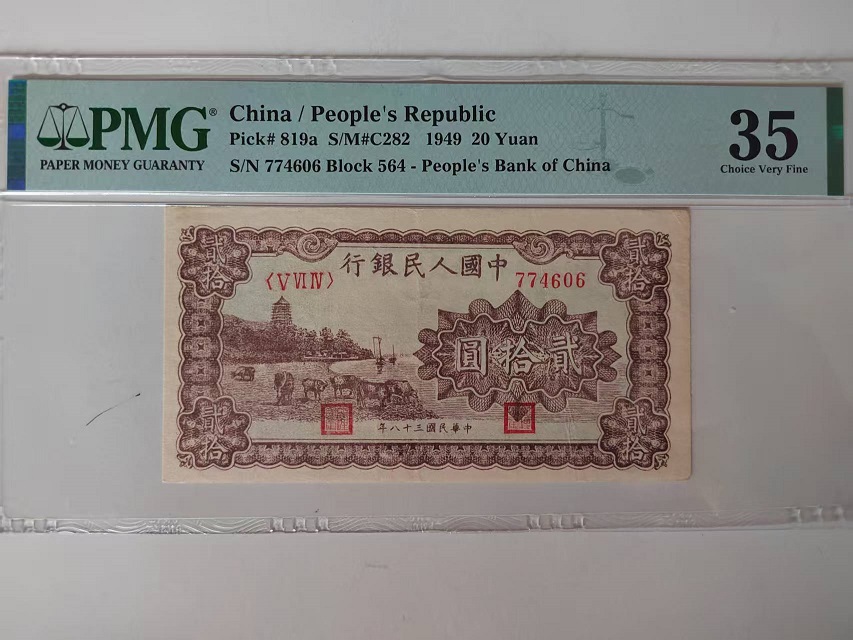 PMG®
PAPER MONEY GUARANTY
China / People's Republic
Pick# 819a S/M#C282 1949 20 Yuan
S/N 774606 Block 564 - People's Bank of China
35
Choice Very Fine
貳拾
貳拾
行銀民人國中
〈V VII IV〉
774606
圓拾貳
年八十三國民華中
貳拾
貳拾